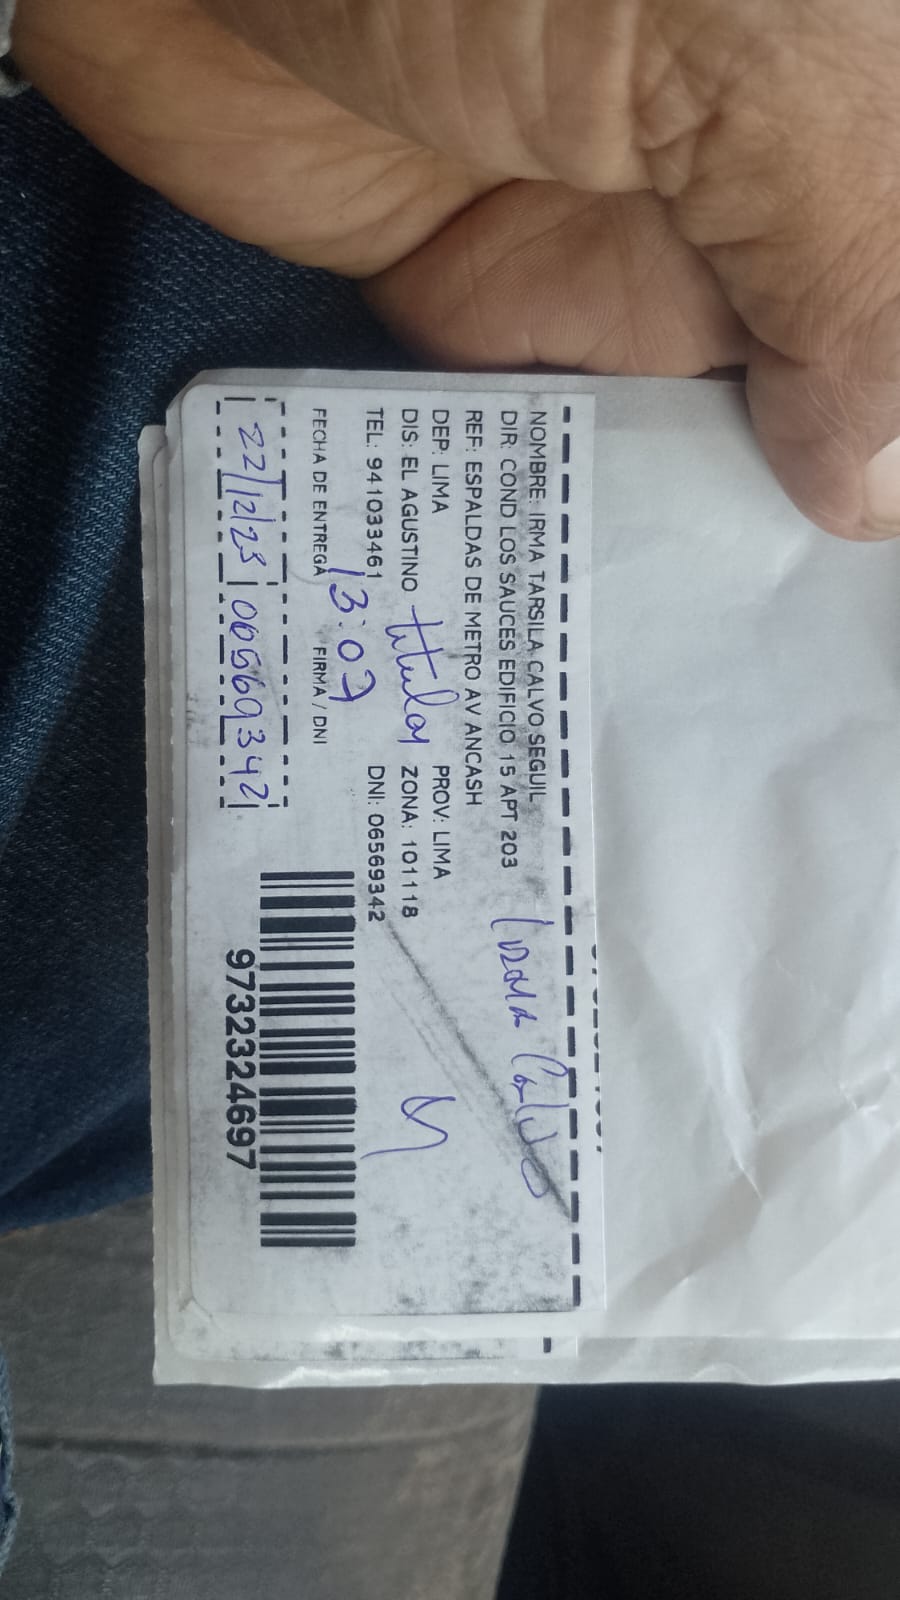 NOMBRE: IRMA TARSILA CALVO SEGUIL
DIR: COND LOS SAUCES EDIFICIO 15 APT 203
REF: ESPALDAS DE METRO AV ANCASH
DEP: LIMA PROV: LIMA
DIS: EL AGUSTINO titular ZONA: 101118
TEL: 941033461 DNI: 06569342
13:07
FECHA DE ENTREGA FIRMA / DNI
22/12/23 06569342
Irma Calvo
9732324697